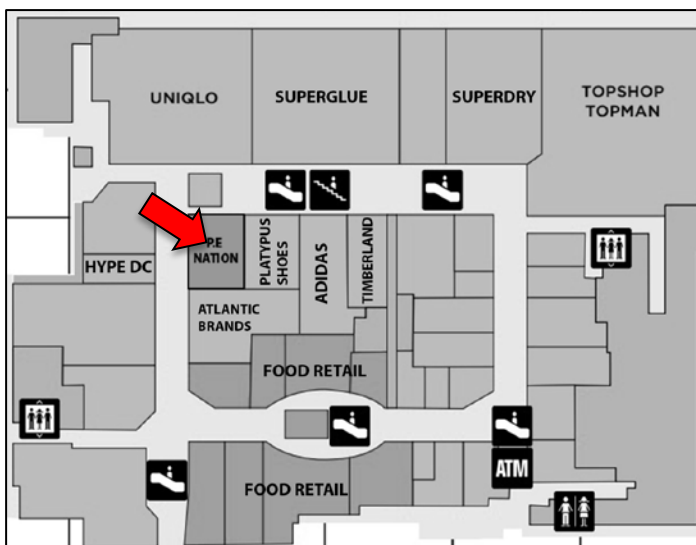 UNIQLO
SUPERGLUE
SUPERDRY
TOPSHOP
TOPMAN
HYPE DC
P.E
NATION
PLATYPUS
SHOES
ADIDAS
TIMBERLAND
ATLANTIC
BRANDS
FOOD RETAIL
ATM
FOOD RETAIL